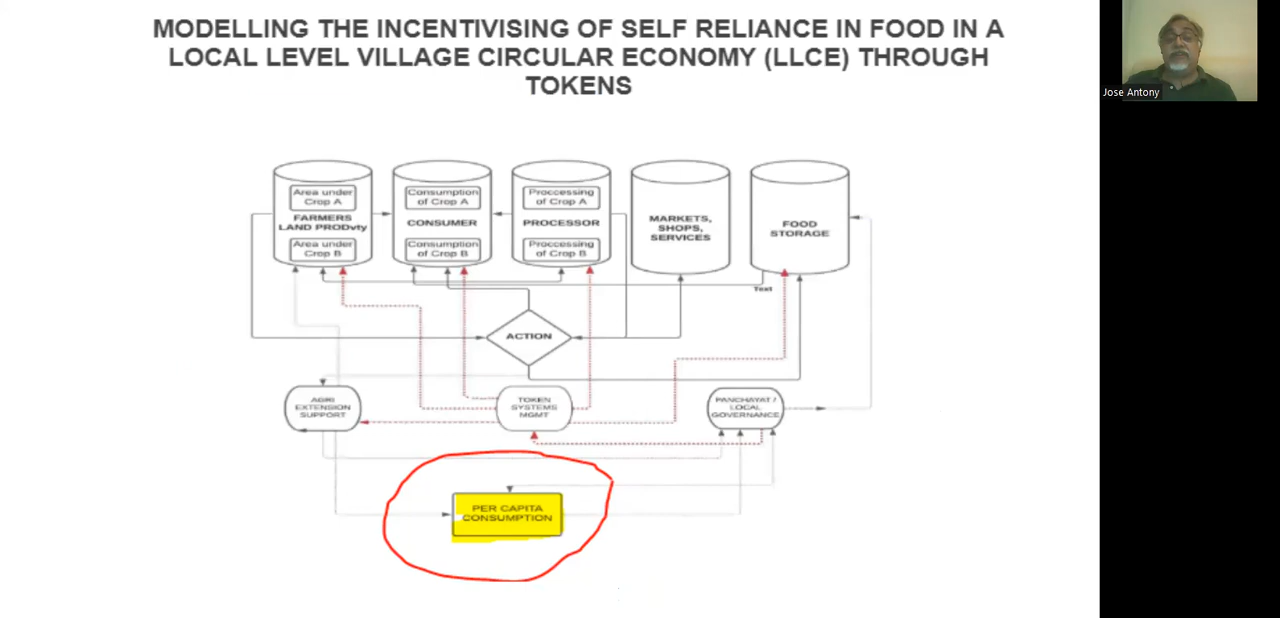 MODELLING THE INCENTIVISING OF SELF RELIANCE IN FOOD IN A
LOCAL LEVEL VILLAGE CIRCULAR ECONOMY (LLCE) THROUGH
TOKENS
Jose Antony
Area under
Crop A
FARMERS
LAND PRODvty
Area under
Crop B
Consumption
of Crop A
CONSUMER
Consumption
of Crop B
Proccessing
of Crop A
PROCESSOR
Proccessing
of Crop B
MARKETS,
SHOPS,
SERVICES
FOOD
STORAGE
Text
ACTION
AGRI
EXTENSION
SUPPORT
TOKEN
SYSTEMS
MGMT
PANCHAYAT /
LOCAL
GOVERNANCE
PER CAPITA
CONSUMPTION